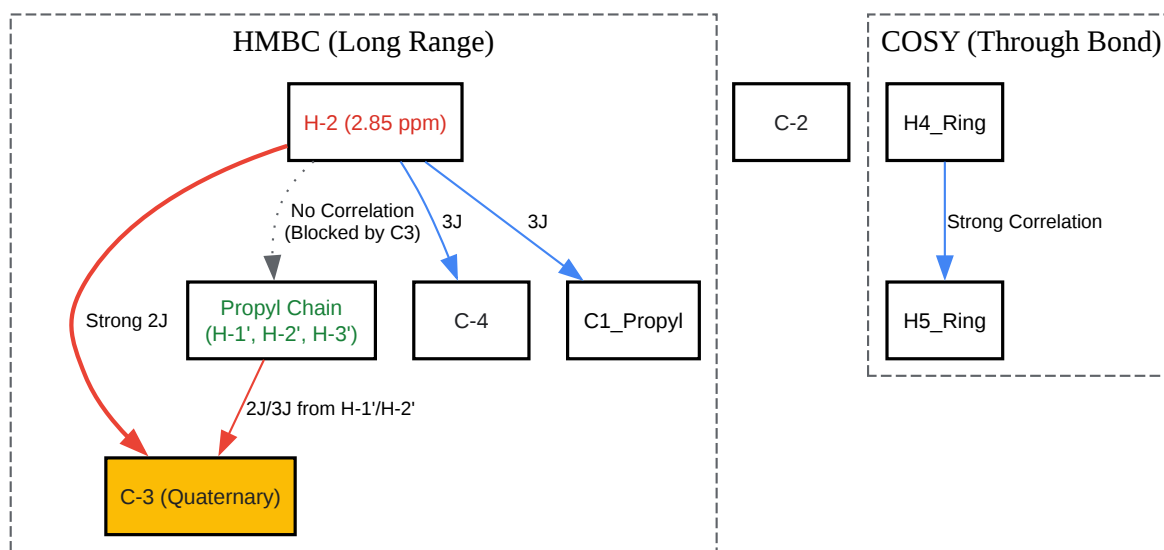 HMBC (Long Range)
COSY (Through Bond)
H-2 (2.85 ppm)
C-2
H4_Ring
No Correlation
(Blocked by C3)
3J
3J
Strong Correlation
Strong 2J
Propyl Chain
(H-1', H-2', H-3')
C-4
C1_Propyl
H5_Ring
2J/3J from H-1'/H-2'
C-3 (Quaternary)